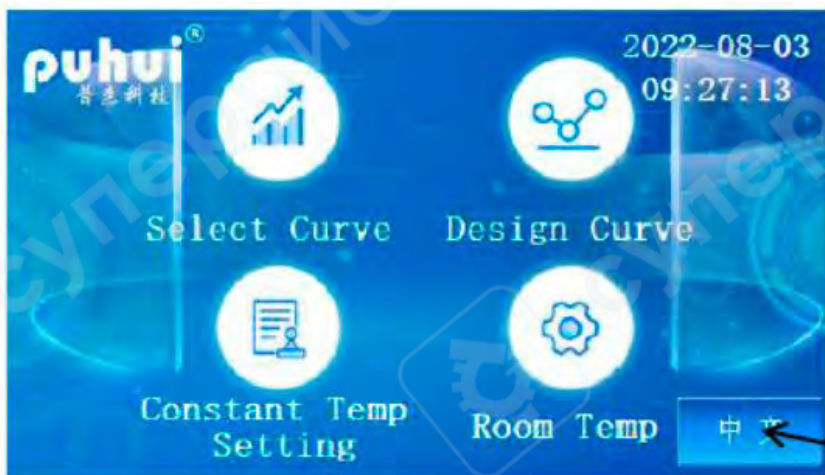 puhui®
普惠科技
2022-08-03
09:27:13
Select Curve
Design Curve
Constant Temp
Setting
Room Temp
中文
супер